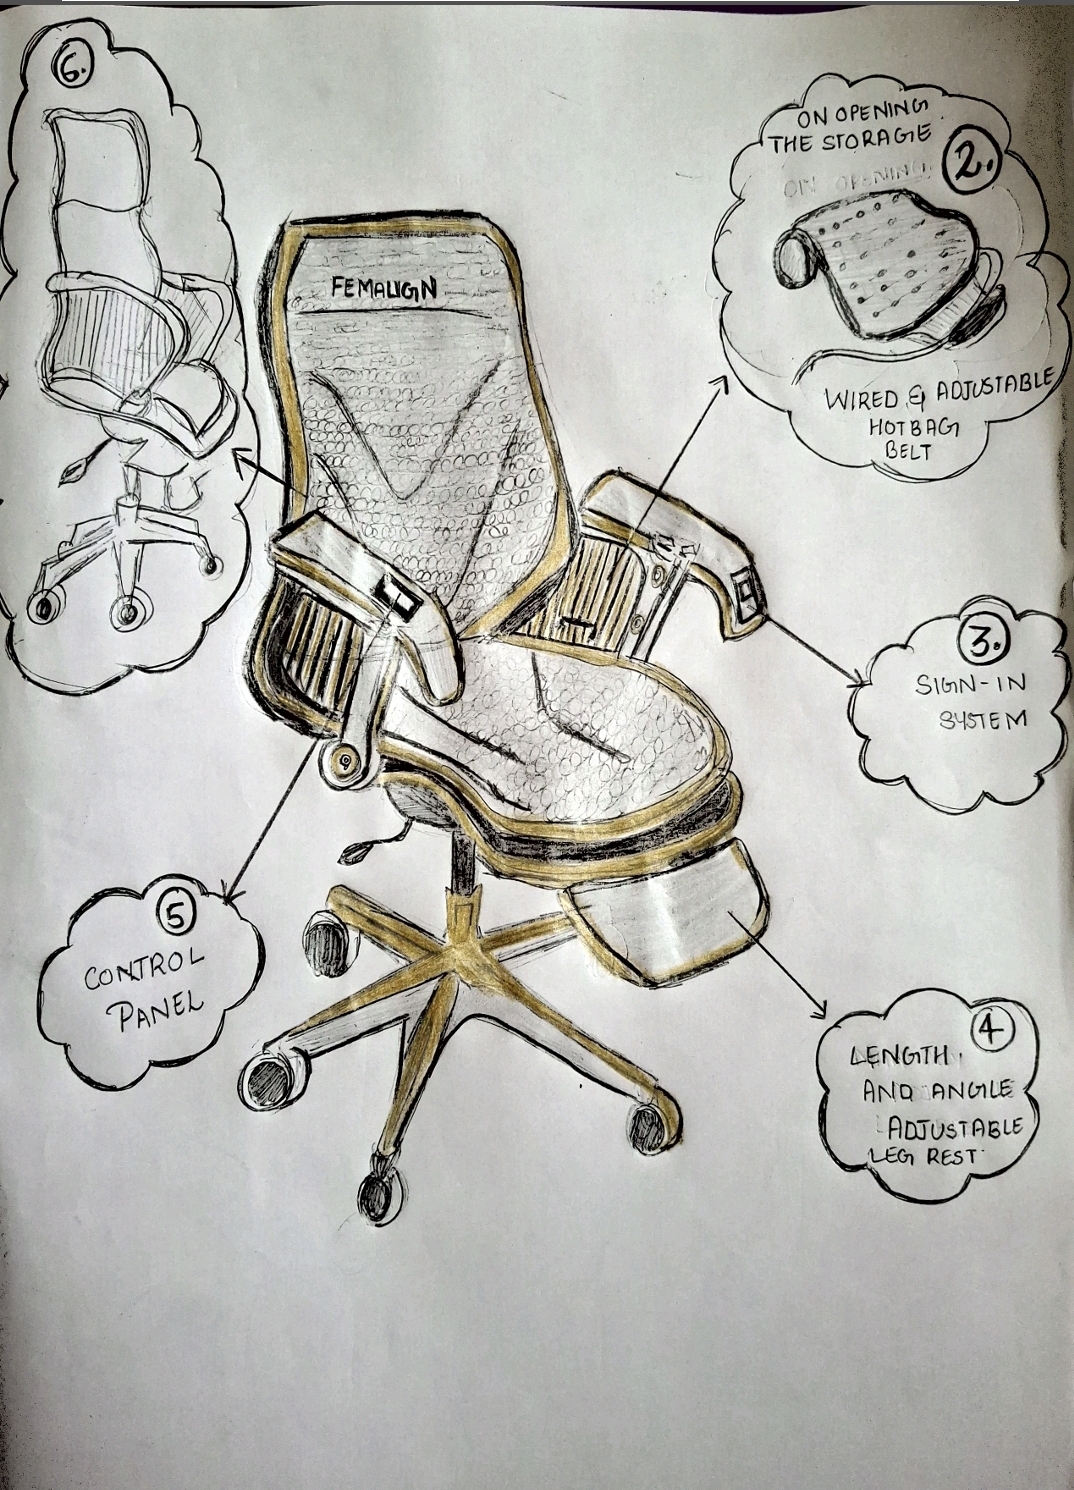 6.
ON OPENING
THE STORAGE
2.
ON OPENING
WIRED & ADJUSTABLE
HOTBAG
BELT
FEMALIGN
3.
SIGN-IN
SYSTEM
5
CONTROL
PANEL
4
LENGTH
AND ANGLE
ADJUSTABLE
LEG REST